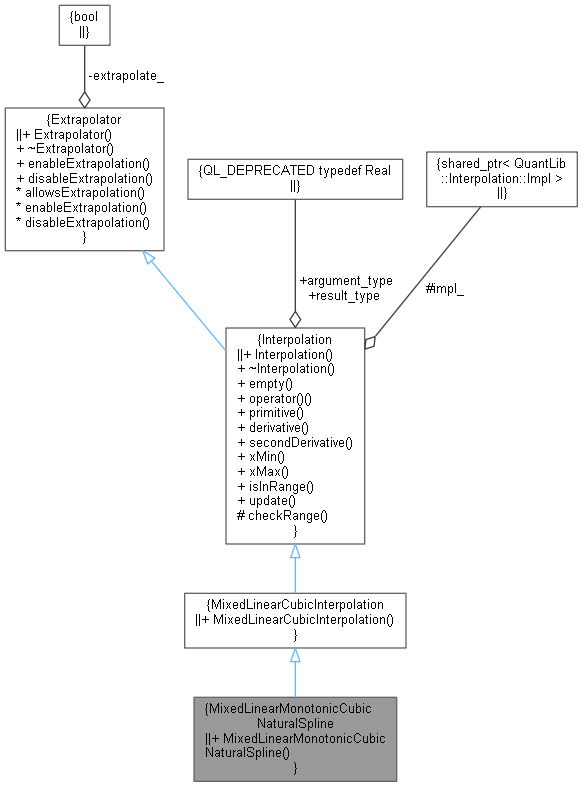 {bool
||}
-extrapolate_
{Extrapolator
||+ Extrapolator()
+ ~Extrapolator()
+ enableExtrapolation()
+ disableExtrapolation()
* allowsExtrapolation()
* enableExtrapolation()
* disableExtrapolation()
}
{QL_DEPRECATED typedef Real
||}
{shared_ptr< QuantLib
::Interpolation::Impl >
||}
+argument_type
+result_type
#impl_
{Interpolation
||+ Interpolation()
+ ~Interpolation()
+ empty()
+ operator()()
+ primitive()
+ derivative()
+ secondDerivative()
+ xMin()
+ xMax()
+ isInRange()
+ update()
# checkRange()
}
{MixedLinearCubicInterpolation
||+ MixedLinearCubicInterpolation()
}
{MixedLinearMonotonicCubic
NaturalSpline
||+ MixedLinearMonotonicCubic
NaturalSpline()
}